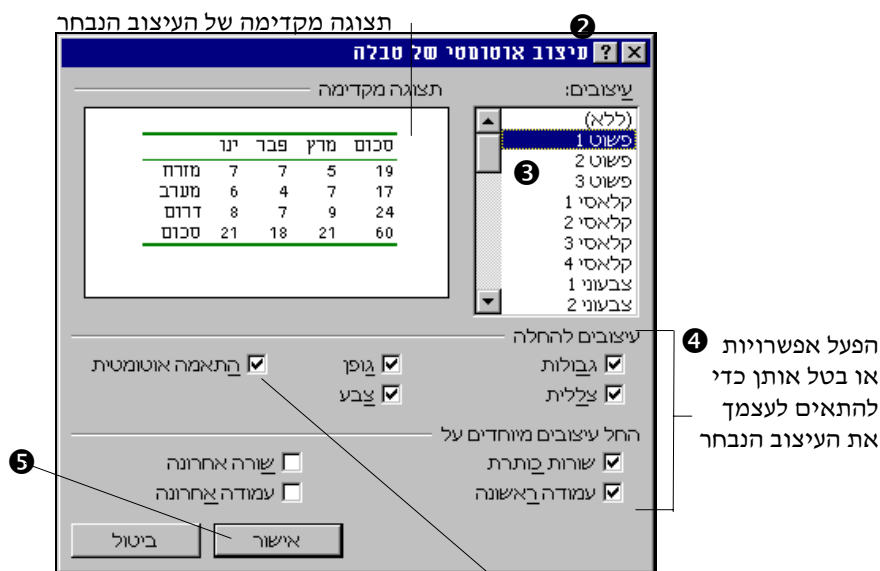 תצוגה מקדימה של העיצוב הנבחר
❷
עיצוב אוטומטי של טבלה
עיצובים:
(ללא)
פשוט 1
פשוט 2
פשוט 3
קלאסי 1
קלאסי 2
קלאסי 3
קלאסי 4
צבעוני 1
צבעוני 2
❸
תצוגה מקדימה
ינו פבר מרץ סכום
מזרח 7 7 5 19
מערב 6 4 7 17
דרום 8 7 9 24
סכום 21 18 21 60
עיצובים להחלה
גבולות גופן התאמה אוטומטית
צללית צבע
החל עיצובים מיוחדים על
שורות כותרת שורה אחרונה
עמודה ראשונה עמודה אחרונה
אישור ביטול
❹ הפעל אפשרויות
או בטל אותן כדי
להתאים לעצמך
את העיצוב הנבחר
❺